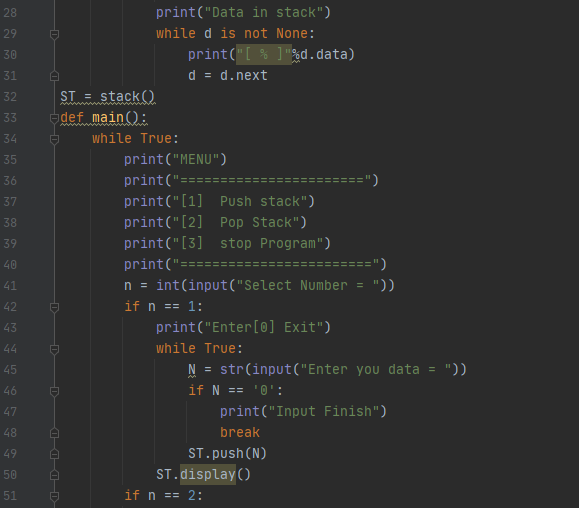 28 print("Data in stack")
29 while d is not None:
30 print("[ % ]"%d.data)
31 d = d.next
32 ST = stack()
33 def main():
34 while True:
35 print("MENU")
36 print("=======================")
37 print("[1]  Push stack")
38 print("[2]  Pop Stack")
39 print("[3]  stop Program")
40 print("========================")
41 n = int(input("Select Number = "))
42 if n == 1:
43 print("Enter[0] Exit")
44 while True:
45 N = str(input("Enter you data = "))
46 if N == '0':
47 print("Input Finish")
48 break
49 ST.push(N)
50 ST.display()
51 if n == 2: